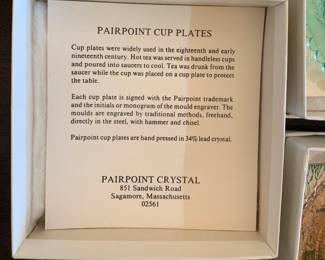 PAIRPOINT CUP PLATES
Cup plates were widely used in the eighteenth and early
nineteenth century. Hot tea was served in handleless cups
and poured into saucers to cool. Tea was drunk from the
saucer while the cup was placed on a cup plate to protect
the table.
Each cup plate is signed with the Pairpoint trademark
and the initials or monogram of the mould engraver. The
moulds are engraved by traditional methods, freehand,
directly in the steel, with hammer and chisel.
Pairpoint cup plates are hand pressed in 34% lead crystal.
PAIRPOINT CRYSTAL
851 Sandwich Road
Sagamore, Massachusetts
02561